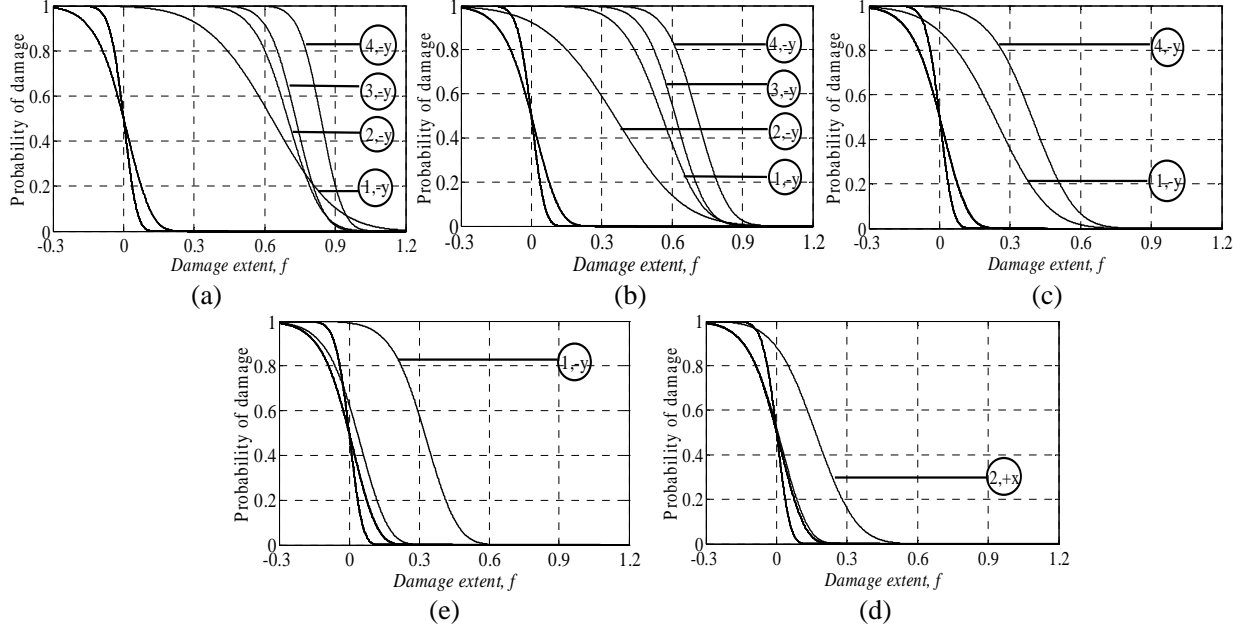 1
0.8
0.6
0.4
0.2
0
-0.3 0 0.3 0.6 0.9 1.2
Probability of damage
Damage extent, f
4,-y
3,-y
2,-y
1,-y
(a)
1
0.8
0.6
0.4
0.2
0
-0.3 0 0.3 0.6 0.9 1.2
Probability of damage
Damage extent, f
4,-y
3,-y
2,-y
1,-y
(b)
1
0.8
0.6
0.4
0.2
0
-0.3 0 0.3 0.6 0.9 1.2
Probability of damage
Damage extent, f
4,-y
1,-y
(c)
1
0.8
0.6
0.4
0.2
0
-0.3 0 0.3 0.6 0.9 1.2
Probability of damage
Damage extent, f
1,-y
(e)
1
0.8
0.6
0.4
0.2
0
-0.3 0 0.3 0.6 0.9 1.2
Probability of damage
Damage extent, f
2,+x
(d)